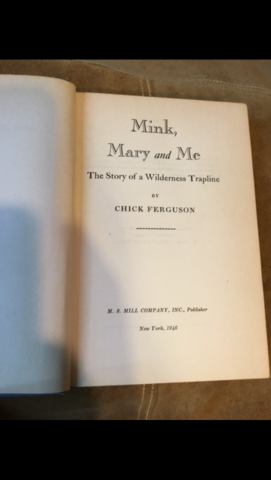 Mink,
Mary and Me
The Story of a Wilderness Trapline
BY
CHICK FERGUSON
M. S. MILL COMPANY, INC., Publisher
New York, 1946